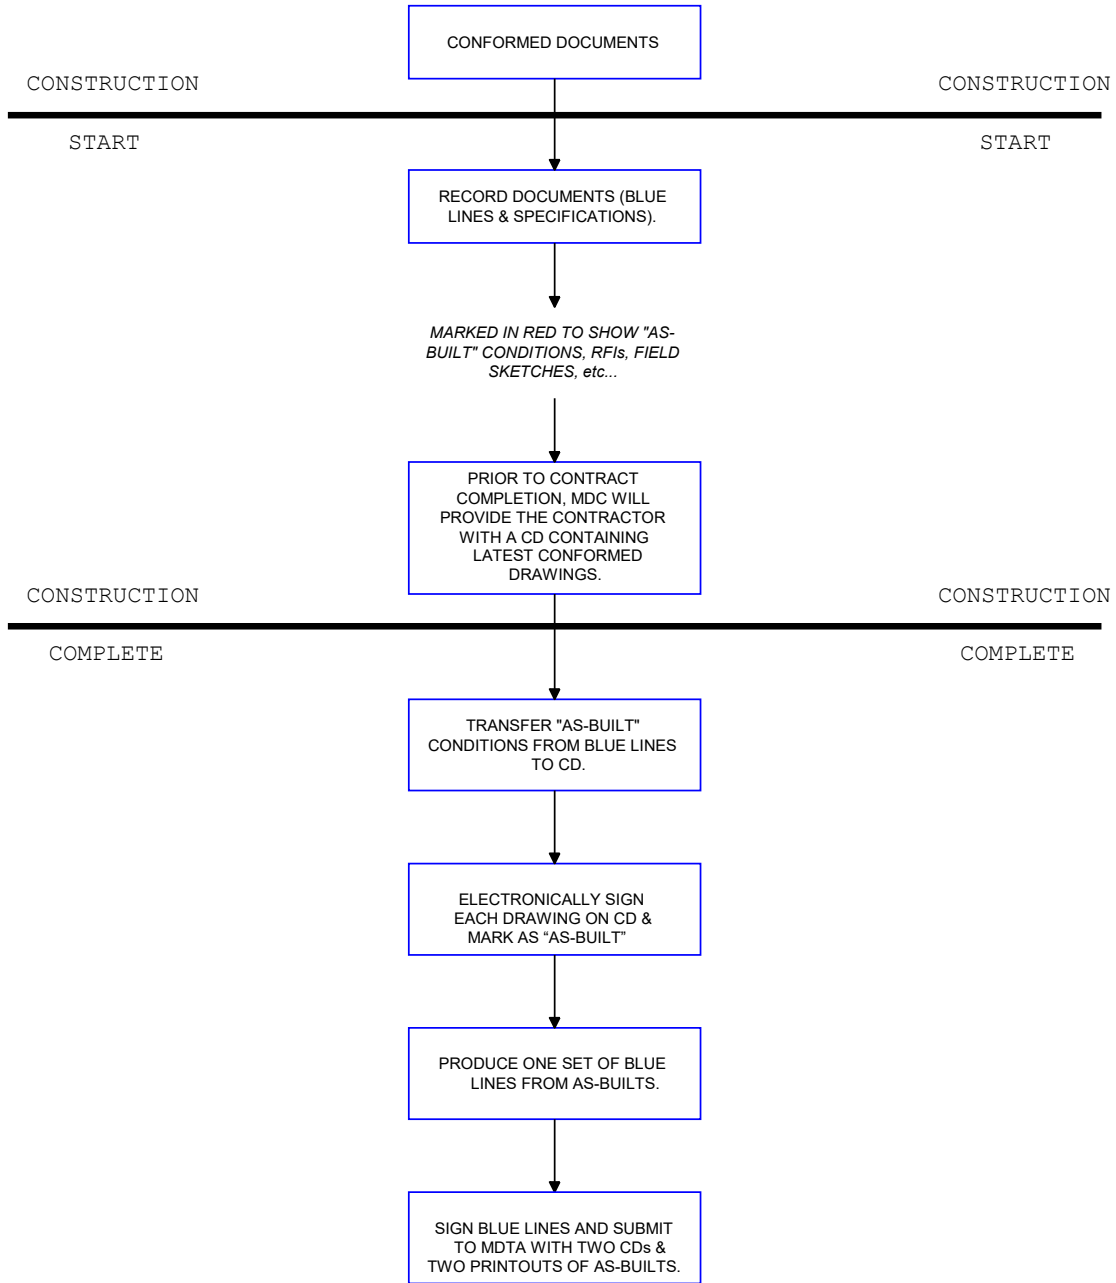 CONFORMED DOCUMENTS
CONSTRUCTION
CONSTRUCTION
START
START
RECORD DOCUMENTS (BLUE
LINES & SPECIFICATIONS).
MARKED IN RED TO SHOW "AS-
BUILT" CONDITIONS, RFIs, FIELD
SKETCHES, etc...
PRIOR TO CONTRACT
COMPLETION, MDC WILL
PROVIDE THE CONTRACTOR
WITH A CD CONTAINING
LATEST CONFORMED
DRAWINGS.
CONSTRUCTION
CONSTRUCTION
COMPLETE
COMPLETE
TRANSFER "AS-BUILT"
CONDITIONS FROM BLUE LINES
TO CD.
ELECTRONICALLY SIGN
EACH DRAWING ON CD &
MARK AS “AS-BUILT”
PRODUCE ONE SET OF BLUE
LINES FROM AS-BUILTS.
SIGN BLUE LINES AND SUBMIT
TO MDTA WITH TWO CDs &
TWO PRINTOUTS OF AS-BUILTS.